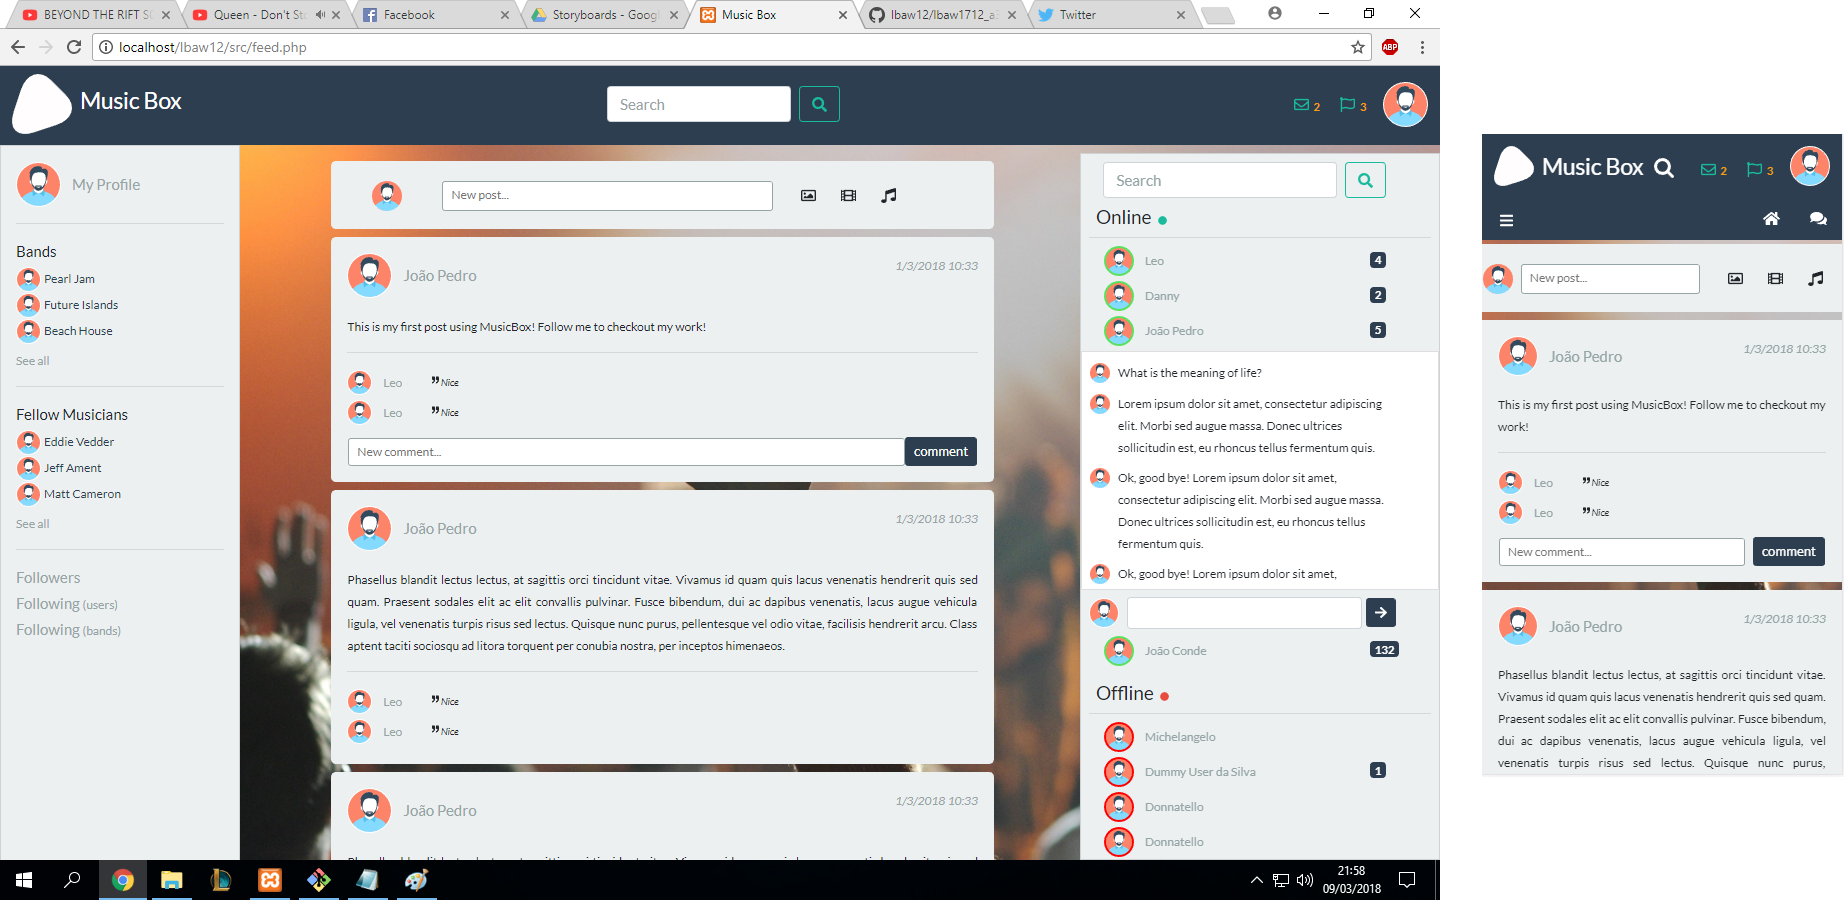 BEYOND THE RIFT S
Queen - Don't Sto
Facebook
Storyboards - Goog
Music Box
lbaw12/lbaw1712_a
Twitter
localhost/lbaw12/src/feed.php
ABP
Music Box
Search
2
3
My Profile
Bands
Pearl Jam
Future Islands
Beach House
See all
Fellow Musicians
Eddie Vedder
Jeff Ament
Matt Cameron
See all
Followers
Following (users)
Following (bands)
New post...
João Pedro
1/3/2018 10:33
This is my first post using MusicBox! Follow me to checkout my work!
Leo
Nice
Leo
Nice
New comment...
comment
João Pedro
1/3/2018 10:33
Phasellus blandit lectus lectus, at sagittis orci tincidunt vitae. Vivamus id quam quis lacus venenatis hendrerit quis sed
quam. Praesent sodales elit ac elit convallis pulvinar. Fusce bibendum, dui ac dapibus venenatis, lacus augue vehicula
ligula, vel venenatis turpis risus sed lectus. Quisque nunc purus, pellentesque vel odio vitae, facilisis hendrerit arcu. Class
aptent taciti sociosqu ad litora torquent per conubia nostra, per inceptos himenaeos.
Leo
Nice
Leo
Nice
João Pedro
1/3/2018 10:33
Search
Online
Leo
4
Danny
2
João Pedro
5
What is the meaning of life?
Lorem ipsum dolor sit amet, consectetur adipiscing
elit. Morbi sed augue massa. Donec ultrices
sollicitudin est, eu rhoncus tellus fermentum quis.
Ok, good bye! Lorem ipsum dolor sit amet,
consectetur adipiscing elit. Morbi sed augue massa.
Donec ultrices sollicitudin est, eu rhoncus tellus
fermentum quis.
Ok, good bye! Lorem ipsum dolor sit amet,
João Conde
132
Offline
Michelangelo
Dummy User da Silva
1
Donnatello
Donnatello
21:58
09/03/2018
Music Box
2
3
New post...
João Pedro
1/3/2018 10:33
This is my first post using MusicBox! Follow me to checkout my
work!
Leo
Nice
Leo
Nice
New comment...
comment
João Pedro
1/3/2018 10:33
Phasellus blandit lectus lectus, at sagittis orci tincidunt vitae.
Vivamus id quam quis lacus venenatis hendrerit quis sed quam.
Praesent sodales elit ac elit convallis pulvinar. Fusce bibendum,
dui ac dapibus venenatis, lacus augue vehicula ligula, vel
venenatis turpis risus sed lectus. Quisque nunc purus,